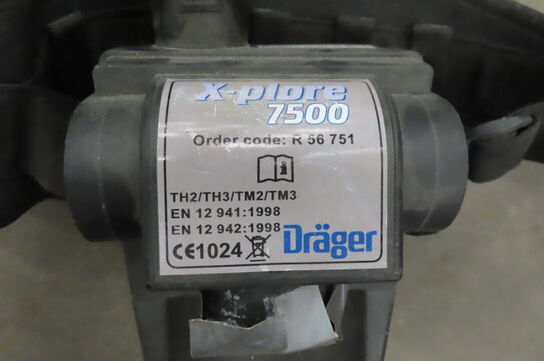 X-plore
7500
Order code: R 56 751
TH2/TH3/TM2/TM3
EN 12 941:1998
EN 12 942:1998
CE1024 Dräger